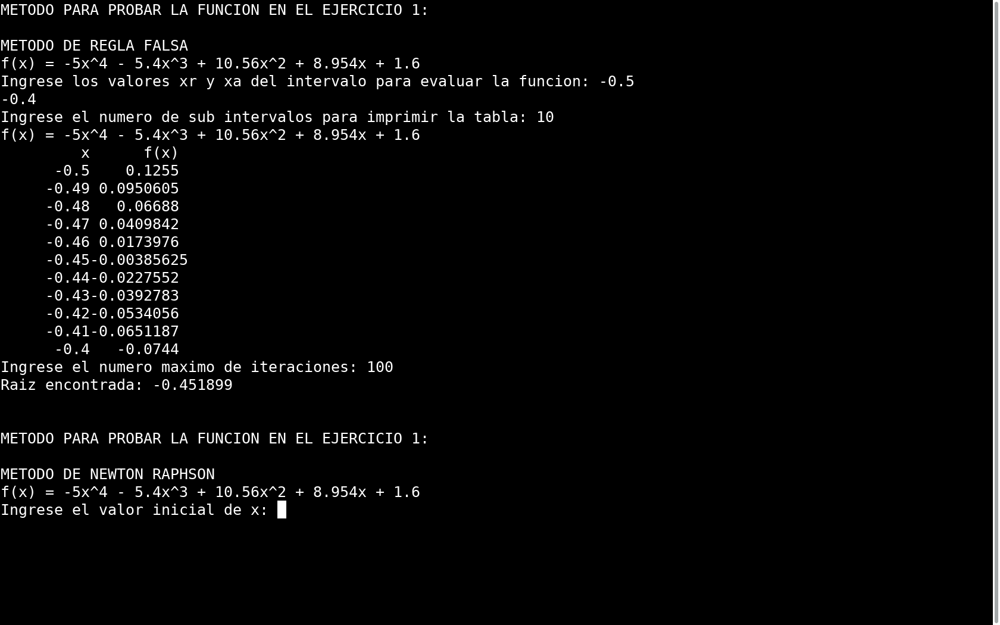 METODO PARA PROBAR LA FUNCION EN EL EJERCICIO 1:
METODO DE REGLA FALSA
f(x) = -5x^4 - 5.4x^3 + 10.56x^2 + 8.954x + 1.6
Ingrese los valores xr y xa del intervalo para evaluar la funcion: -0.5
-0.4
Ingrese el numero de sub intervalos para imprimir la tabla: 10
f(x) = -5x^4 - 5.4x^3 + 10.56x^2 + 8.954x + 1.6
         x      f(x)
      -0.5    0.1255
     -0.49 0.0950605
     -0.48   0.06688
     -0.47 0.0409842
     -0.46 0.0173976
     -0.45-0.00385625
     -0.44-0.0227552
     -0.43-0.0392783
     -0.42-0.0534056
     -0.41-0.0651187
      -0.4   -0.0744
Ingrese el numero maximo de iteraciones: 100
Raiz encontrada: -0.451899
METODO PARA PROBAR LA FUNCION EN EL EJERCICIO 1:
METODO DE NEWTON RAPHSON
f(x) = -5x^4 - 5.4x^3 + 10.56x^2 + 8.954x + 1.6
Ingrese el valor inicial de x: